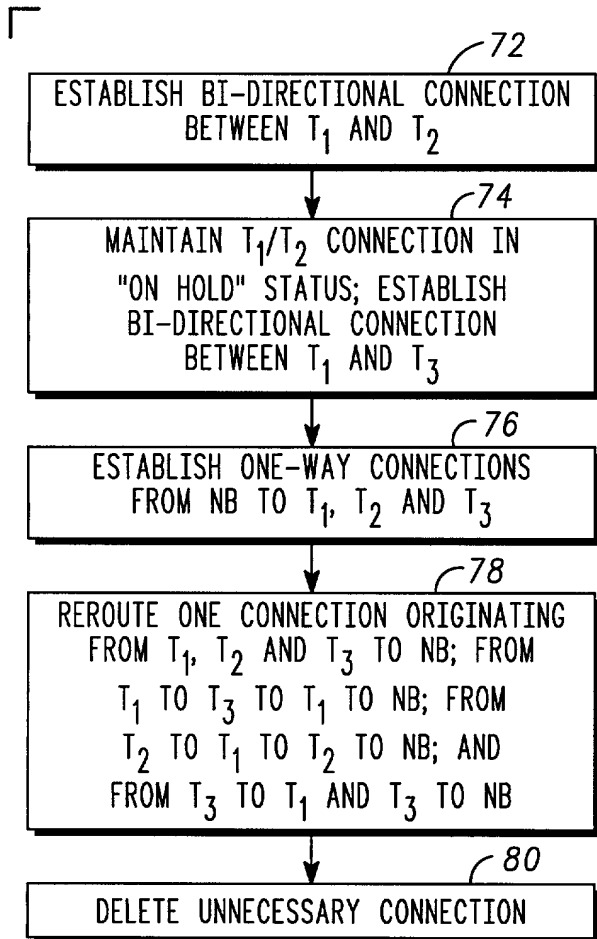 72
ESTABLISH BI-DIRECTIONAL CONNECTION
BETWEEN T₁ AND T₂
74
MAINTAIN T₁/T₂ CONNECTION IN
"ON HOLD" STATUS; ESTABLISH
BI-DIRECTIONAL CONNECTION
BETWEEN T₁ AND T₃
76
ESTABLISH ONE-WAY CONNECTIONS
FROM NB TO T₁, T₂ AND T₃
78
REROUTE ONE CONNECTION ORIGINATING
FROM T₁, T₂ AND T₃ TO NB; FROM
T₁ TO T₃ TO T₁ TO NB; FROM
T₂ TO T₁ TO T₂ TO NB; AND
FROM T₃ TO T₁ AND T₃ TO NB
80
DELETE UNNECESSARY CONNECTION